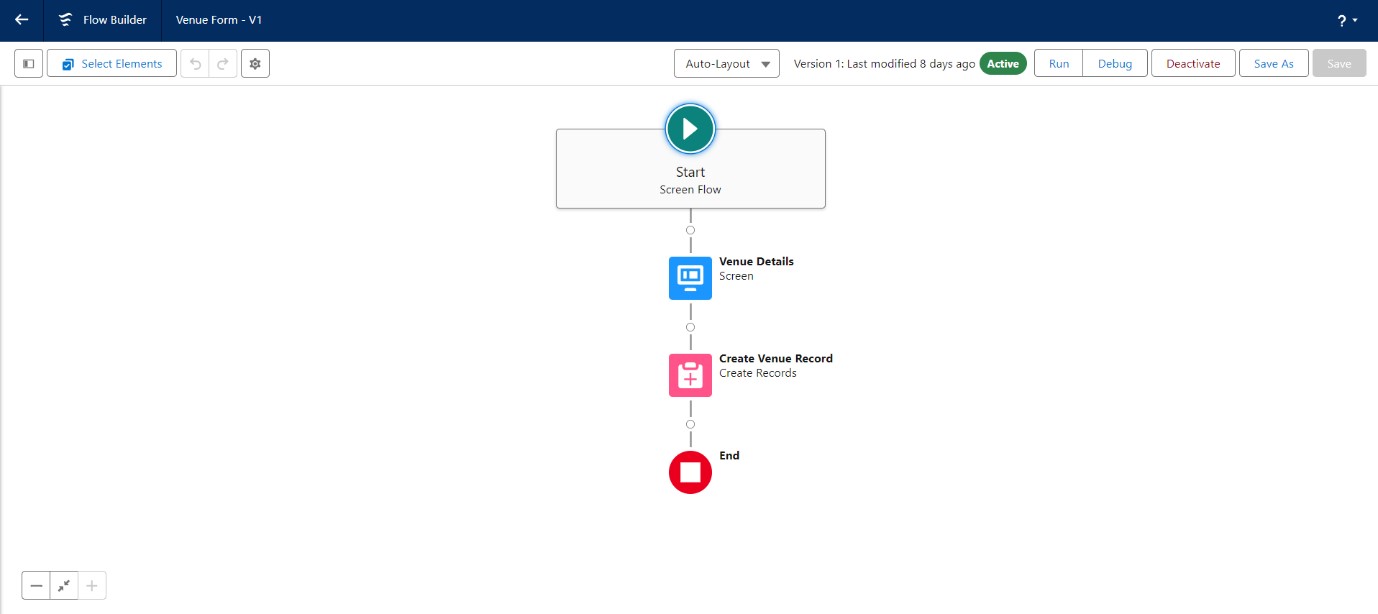 Flow Builder
Venue Form - V1
?
Select Elements
Auto-Layout
Version 1: Last modified 8 days ago
Active
Run
Debug
Deactivate
Save As
Save
Start
Screen Flow
Venue Details
Screen
Create Venue Record
Create Records
End